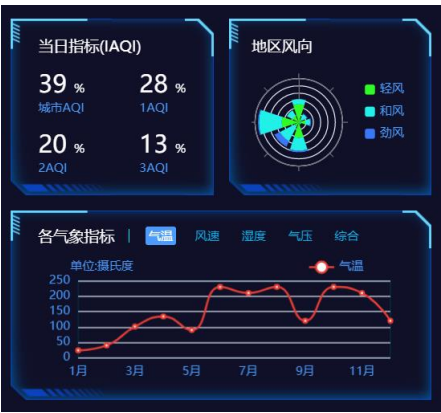 当日指标(IAQI)
39 % 28 %
城市AQI 1AQI
20 % 13 %
2AQI 3AQI
地区风向
轻风
和风
劲风
各气象指标 | 气温 风速 湿度 气压 综合
单位:摄氏度 气温
250
200
150
100
50
0
1月 3月 5月 7月 9月 11月